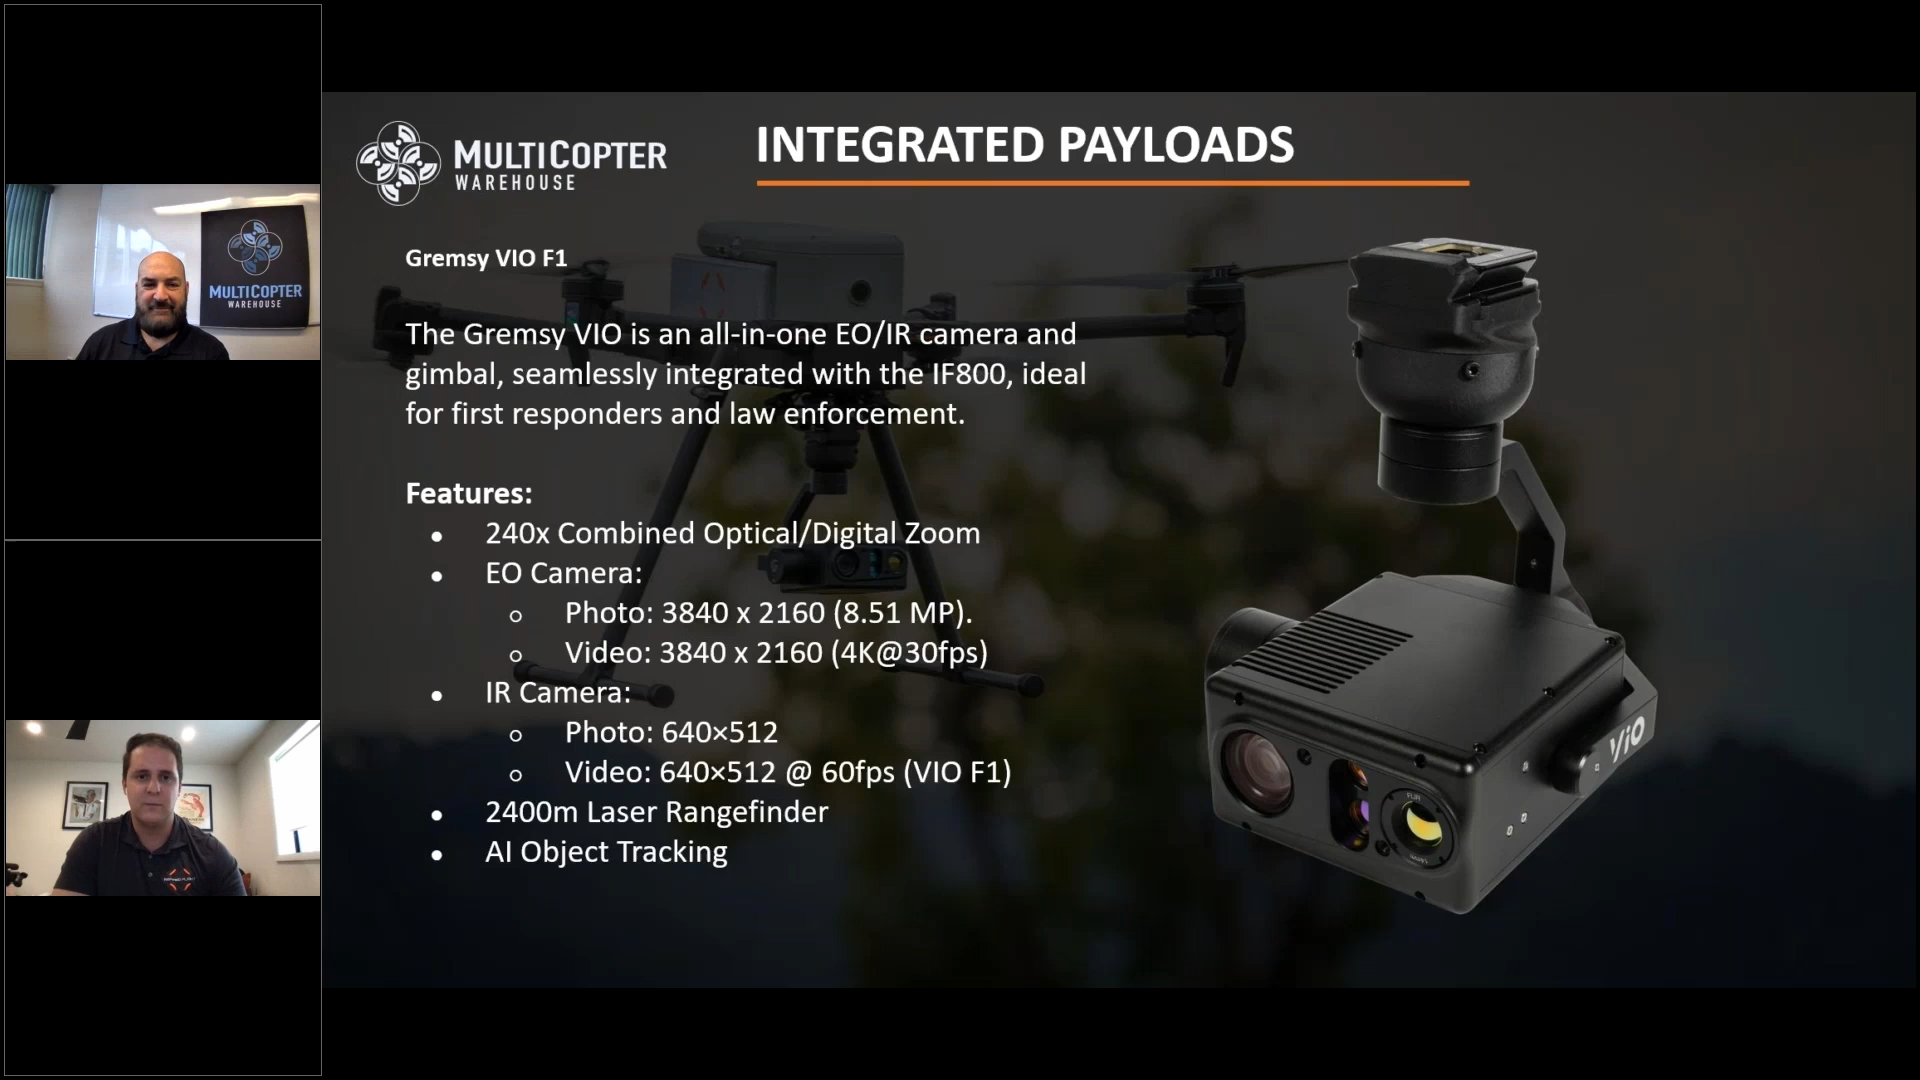 MULTICOPTER
WAREHOUSE
INTEGRATED PAYLOADS
Gremsy VIO F1
The Gremsy VIO is an all-in-one EO/IR camera and
gimbal, seamlessly integrated with the IF800, ideal
for first responders and law enforcement.
Features:
● 240x Combined Optical/Digital Zoom
● EO Camera:
○ Photo: 3840 x 2160 (8.51 MP).
○ Video: 3840 x 2160 (4K@30fps)
● IR Camera:
○ Photo: 640×512
○ Video: 640×512 @ 60fps (VIO F1)
● 2400m Laser Rangefinder
● AI Object Tracking
ViO
FLIR
MULTICOPTER
WAREHOUSE